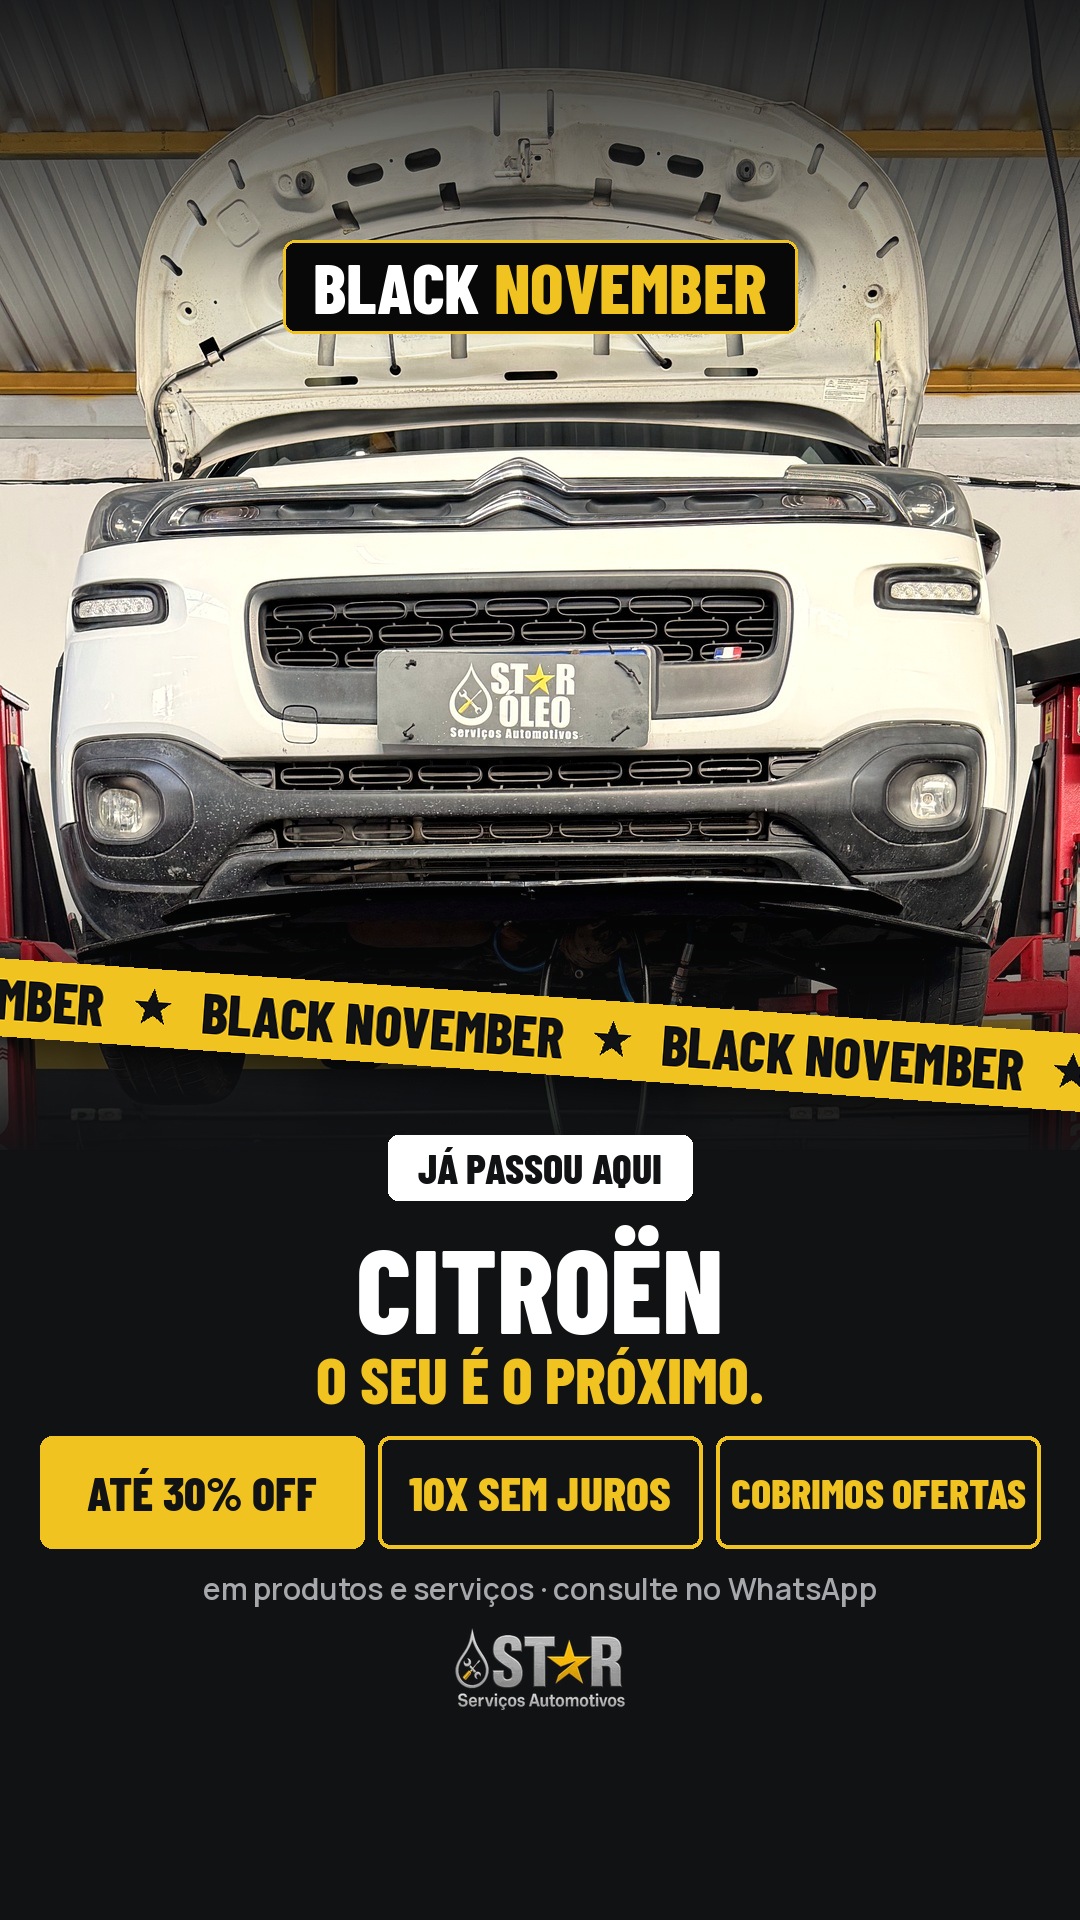 BLACK NOVEMBER
STAR
ÓLEO
Serviços Automotivos
MBER ★ BLACK NOVEMBER ★ BLACK NOVEMBER ★
JÁ PASSOU AQUI
CITROËN
O SEU É O PRÓXIMO.
ATÉ 30% OFF
10X SEM JUROS
COBRIMOS OFERTAS
em produtos e serviços · consulte no WhatsApp
STAR
Serviços Automotivos